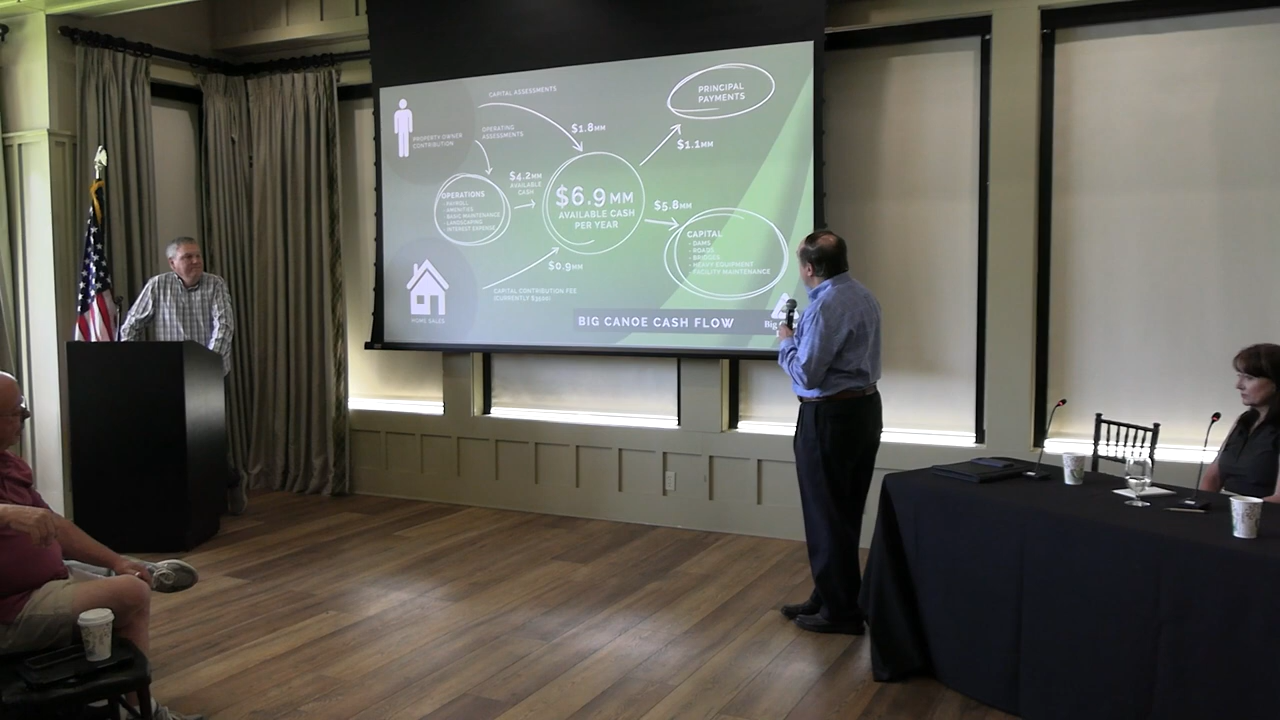 CAPITAL ASSESSMENTS
PRINCIPAL
PAYMENTS
PROPERTY OWNER
CONTRIBUTION
OPERATING
ASSESSMENTS
$1.8MM
$1.1MM
$4.2MM
AVAILABLE
CASH
OPERATIONS
- PAYROLL
- AMENITIES
- BASIC MAINTENANCE
- LANDSCAPING
- INTEREST EXPENSE
$6.9MM
AVAILABLE CASH
PER YEAR
$5.8MM
CAPITAL
- DAMS
- ROADS
- BRIDGES
- HEAVY EQUIPMENT
- FACILITY MAINTENANCE
$0.9MM
CAPITAL CONTRIBUTION FEE
HOME SALES
BIG CANOE CASH FLOW
Big